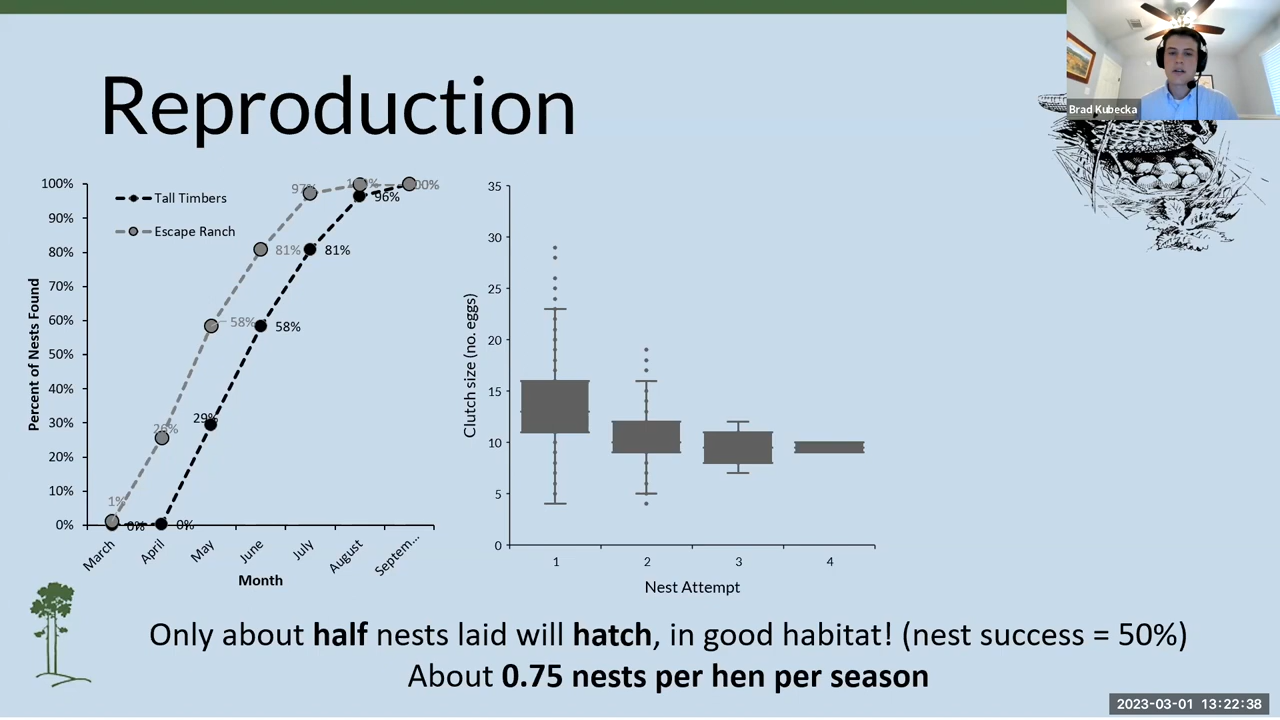 Brad Kubecka
Reproduction
100%
90%
80%
70%
60%
50%
40%
30%
20%
10%
0%
Percent of Nests Found
Tall Timbers
Escape Ranch
1%
26%
58%
81%
97%
100%
0%
0%
29%
58%
81%
96%
March
April
May
June
July
August
Septem...
Month
35
30
25
20
15
10
5
0
Clutch size (no. eggs)
1
2
3
4
Nest Attempt
Only about half nests laid will hatch, in good habitat! (nest success = 50%)
About 0.75 nests per hen per season
2023-03-01 13:22:38